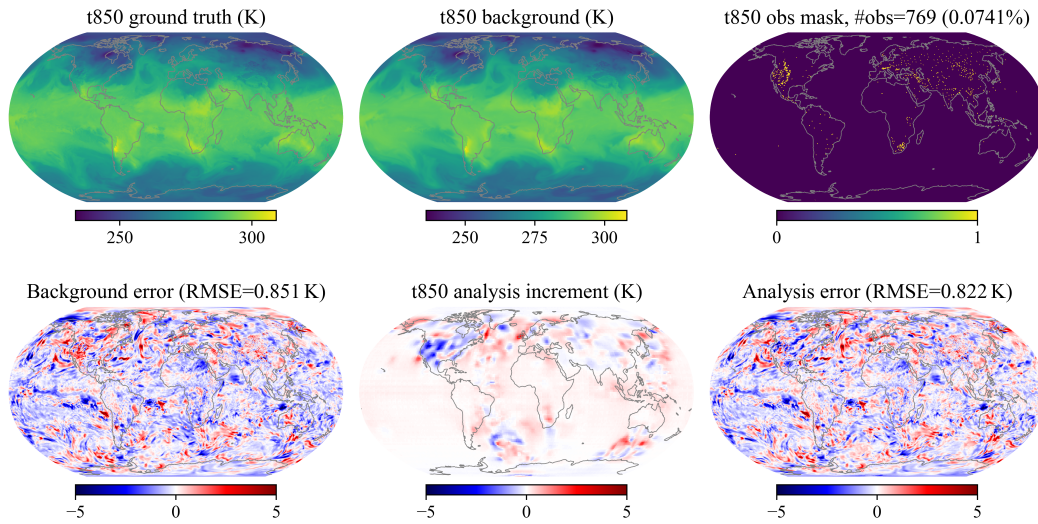 t850 ground truth (K)
t850 background (K)
t850 obs mask, #obs=769 (0.0741%)
250 300
250 275 300
0 1
Background error (RMSE=0.851 K)
t850 analysis increment (K)
Analysis error (RMSE=0.822 K)
−5 0 5
−5 0 5
−5 0 5